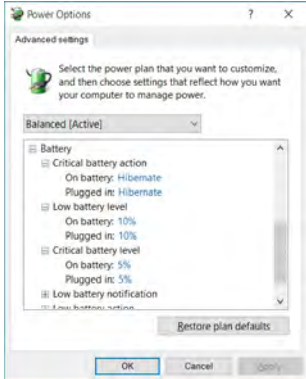 Power Options
?
X
Advanced settings
Select the power plan that you want to customize,
and then choose settings that reflect how you want
your computer to manage power.
Balanced [Active]
Battery
Critical battery action
On battery: Hibernate
Plugged in: Hibernate
Low battery level
On battery: 10%
Plugged in: 10%
Critical battery level
On battery: 5%
Plugged in: 5%
Low battery notification
Low battery action
Restore plan defaults
OK
Cancel
Apply